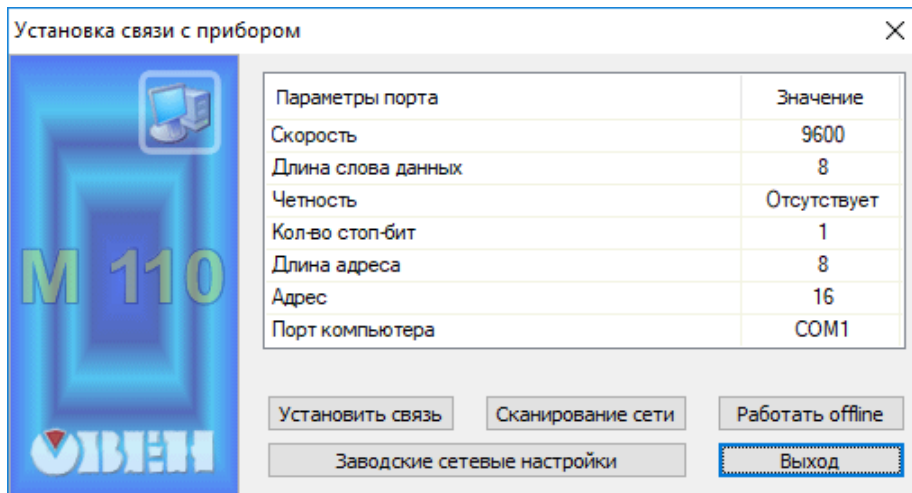 Установка связи с прибором
M 110
ОВЕН
Параметры порта Значение
Скорость 9600
Длина слова данных 8
Четность Отсутствует
Кол-во стоп-бит 1
Длина адреса 8
Адрес 16
Порт компьютера COM1
Установить связь Сканирование сети Работать offline
Заводские сетевые настройки Выход